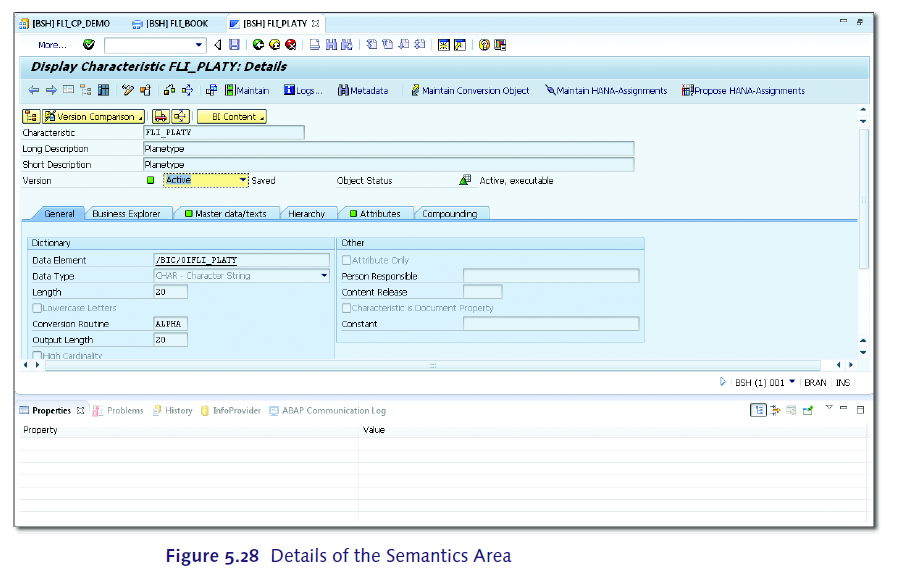 [BSH] FLI_CP_DEMO [BSH] FLI_BOOK [BSH] FLI_PLATY
More...
Display Characteristic FLI_PLATY: Details
Maintain Logs... Metadata Maintain Conversion Object Maintain HANA-Assignments Propose HANA-Assignments
Version Comparison BI Content
Characteristic FLI_PLATY
Long Description Planetype
Short Description Planetype
Version Active Saved Object Status Active, executable
General Business Explorer Master data/texts Hierarchy Attributes Compounding
Dictionary Other
Data Element /BIC/OIFLI_PLATY Attribute Only
Data Type CHAR - Character String Person Responsible
Length 20 Content Release
Lowercase Letters Characteristic is Document Property
Conversion Routine ALPHA Constant
Output Length 20
High Cardinality
BSH (1) 001 BRAN INS
Properties Problems History InfoProvider ABAP Communication Log
Property Value
Figure 5.28 Details of the Semantics Area